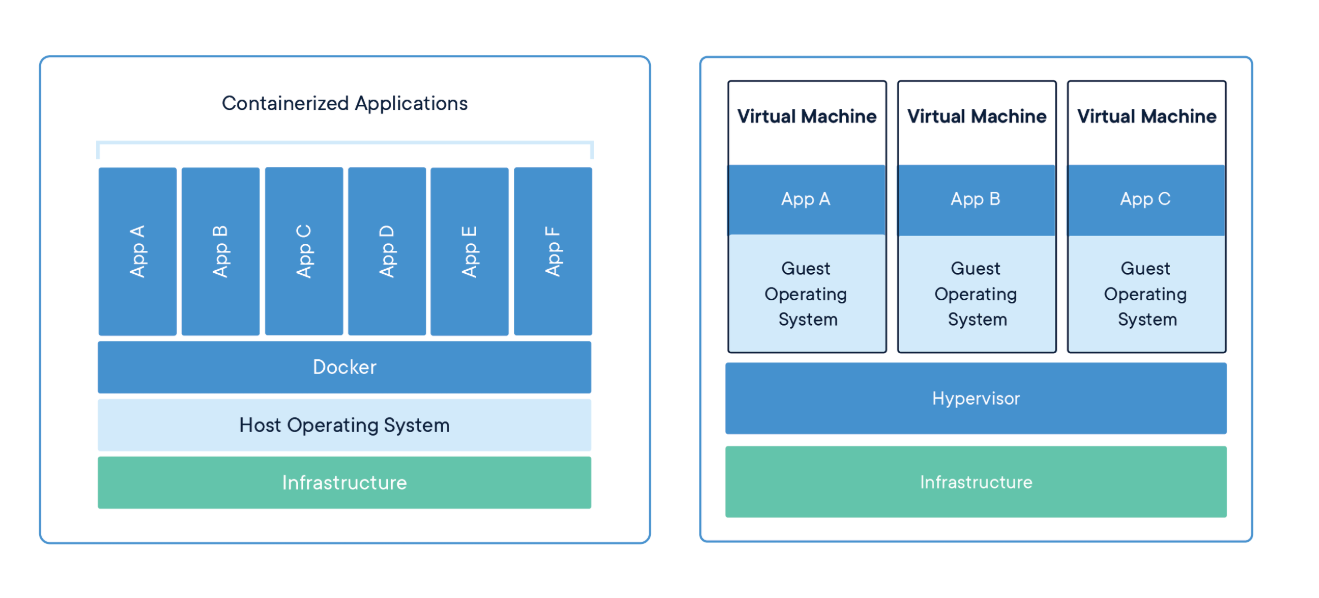 Containerized Applications
App A
App B
App C
App D
App E
App F
Docker
Host Operating System
Infrastructure
Virtual Machine
App A
Guest
Operating
System
Virtual Machine
App B
Guest
Operating
System
Virtual Machine
App C
Guest
Operating
System
Hypervisor
Infrastructure